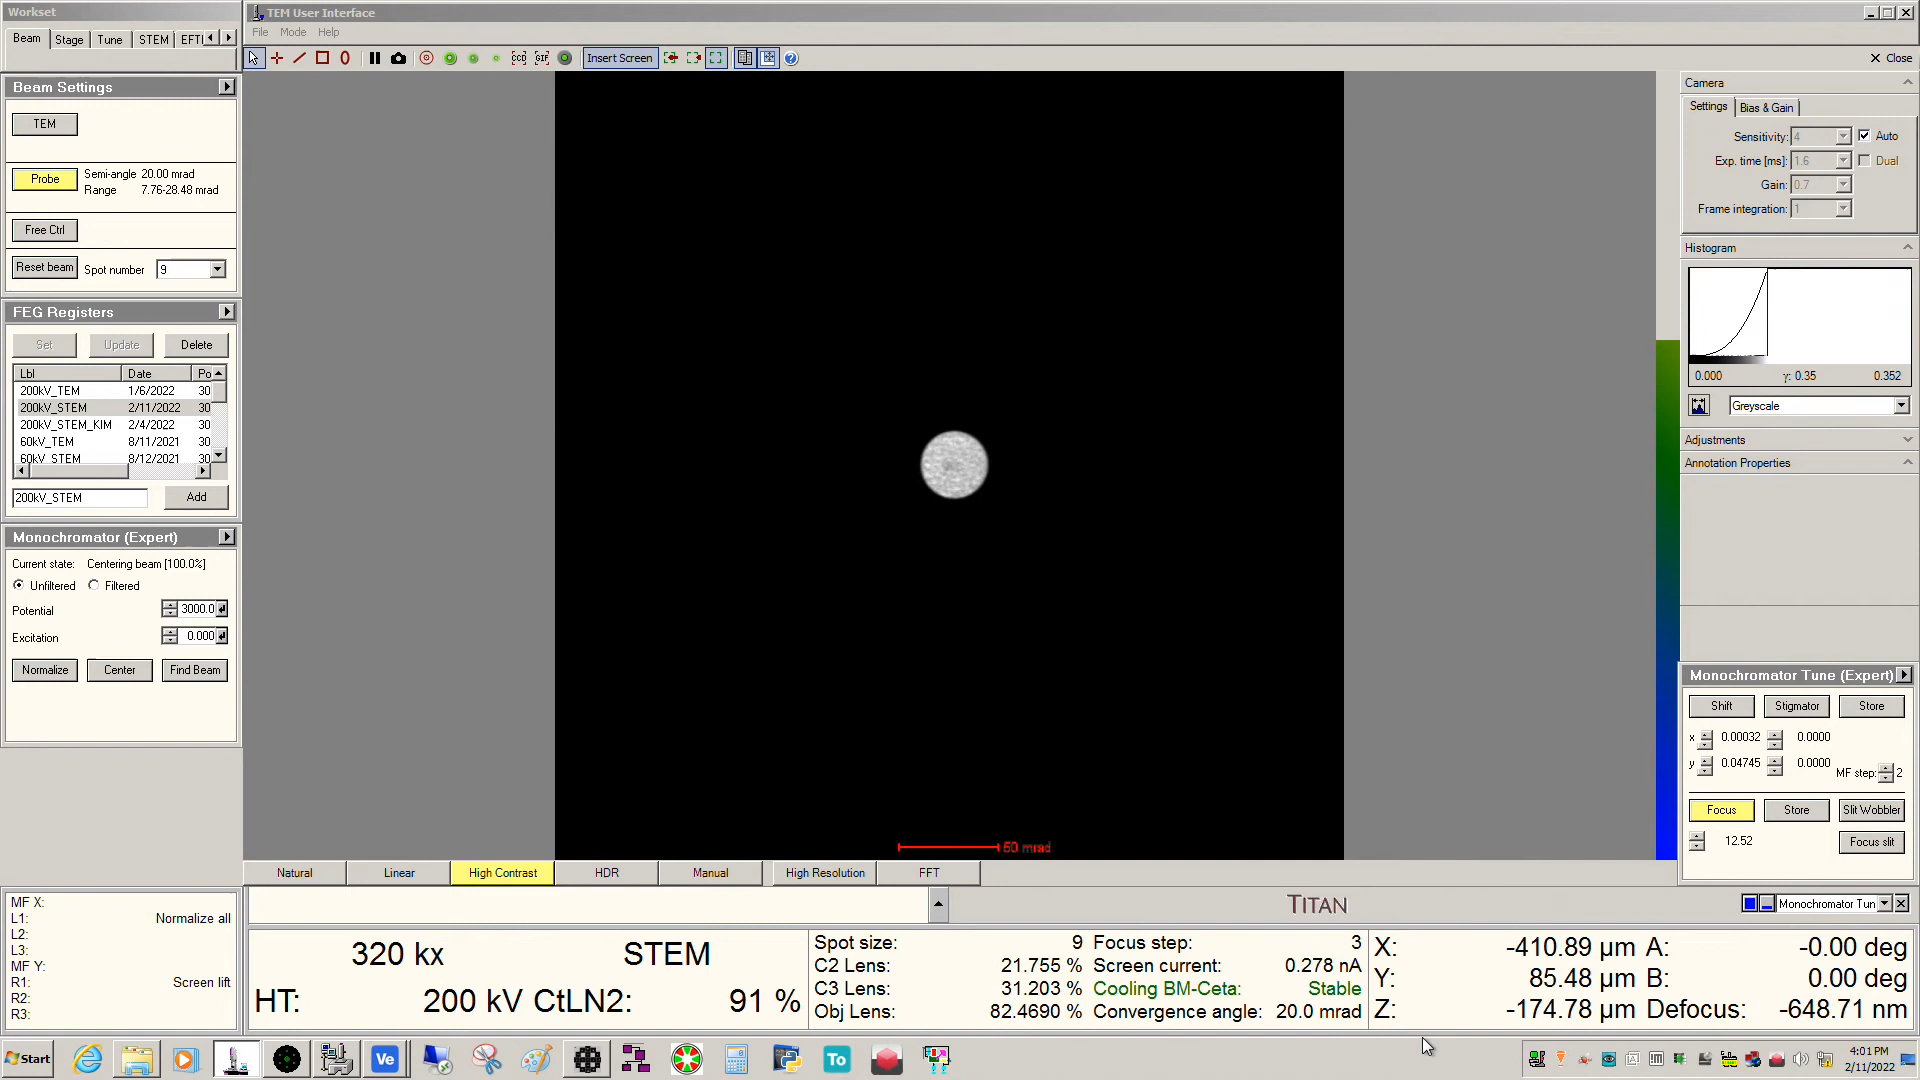 Workset
TEM User Interface
Beam Stage Tune STEM EFT
File Mode Help
Insert Screen
Close
Beam Settings
TEM
Probe
Semi-angle 20.00 mrad
Range 7.76-28.48 mrad
Free Ctrl
Reset beam Spot number 9
FEG Registers
Set Update Delete
Lbl Date Po
200kV_TEM 1/6/2022 30
200kV_STEM 2/11/2022 30
200kV_STEM_KIM 2/4/2022 30
60kV_TEM 8/11/2021 30
60kV_STEM 8/12/2021 30
200kV_STEM Add
Monochromator (Expert)
Current state: Centering beam [100.0%]
Unfiltered Filtered
Potential 3000.0
Excitation 0.000
Normalize Center Find Beam
CCD GIF
50 mrad
Camera
Settings Bias & Gain
Sensitivity: 4 Auto
Exp. time [ms]: 1.6 Dual
Gain: 0.7
Frame integration: 1
Histogram
0.000 γ: 0.35 0.352
Greyscale
Adjustments
Annotation Properties
Monochromator Tune (Expert)
Shift Stigmator Store
x 0.00032 0.0000
y 0.04745 0.0000
MF step: 2
Focus Store Slit Wobbler
12.52 Focus slit
Natural Linear High Contrast HDR Manual High Resolution FFT
MF X:
L1: Normalize all
L2:
L3:
MF Y:
R1: Screen lift
R2:
R3:
TITAN
Monochromator Tun
320 kx STEM
HT: 200 kV CtLN2: 91 %
Spot size: 9 Focus step: 3
C2 Lens: 21.755 % Screen current: 0.278 nA
C3 Lens: 31.203 % Cooling BM-Ceta: Stable
Obj Lens: 82.4690 % Convergence angle: 20.0 mrad
X: -410.89 µm A: -0.00 deg
Y: 85.48 µm B: 0.00 deg
Z: -174.78 µm Defocus: -648.71 nm
Start
Ve
To
4:01 PM
2/11/2022